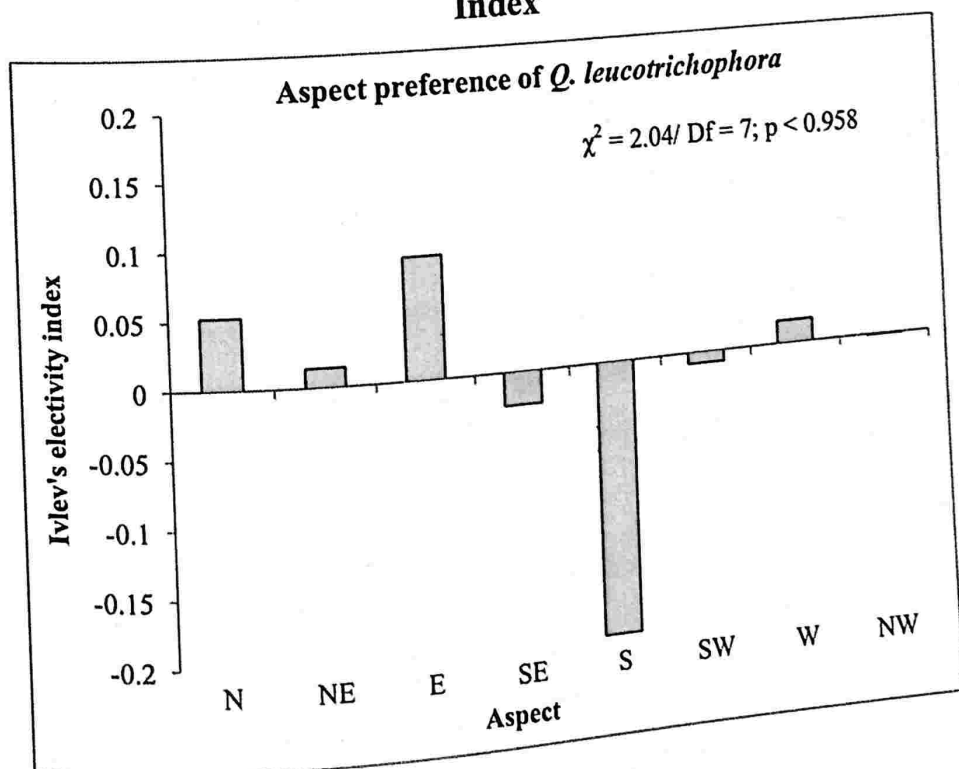 Index
Aspect preference of Q. leucotrichophora
χ² = 2.04/ Df = 7; p < 0.958
0.2
0.15
0.1
0.05
0
-0.05
-0.1
-0.15
-0.2
Ivlev's electivity index
N NE E SE S SW W NW
Aspect